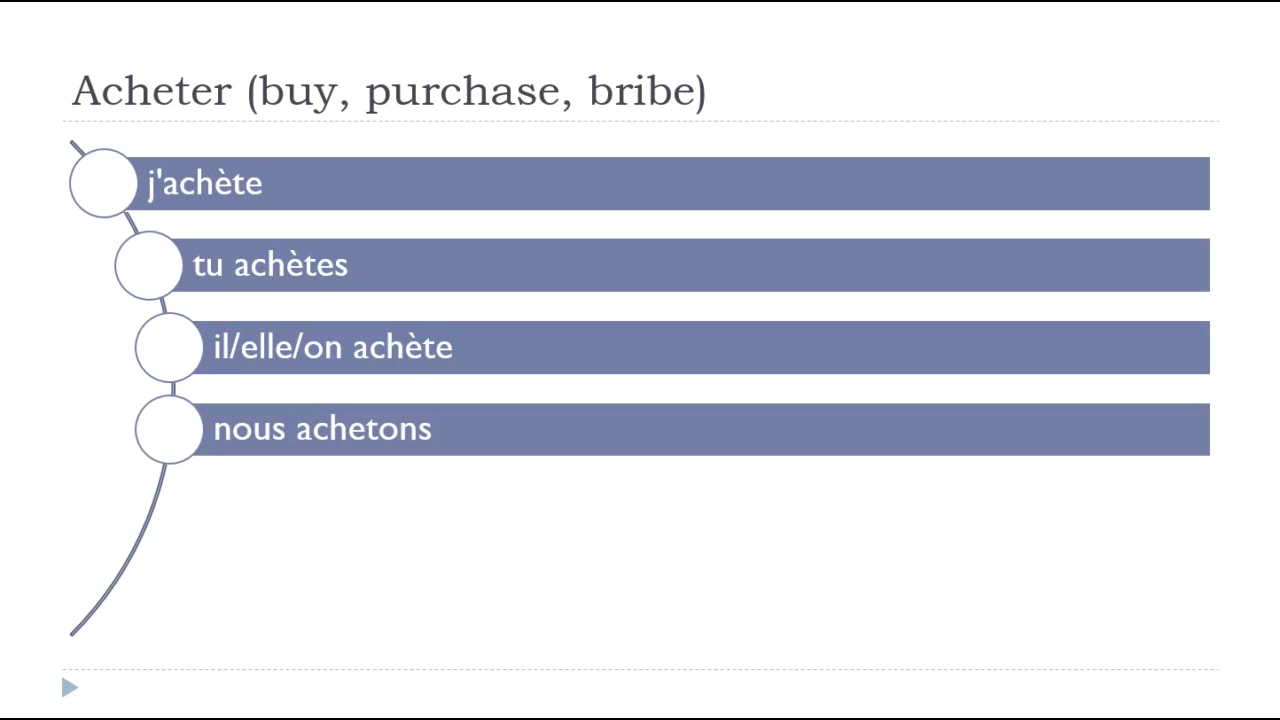 Acheter (buy, purchase, bribe)
j'achète
tu achètes
il/elle/on achète
nous achetons